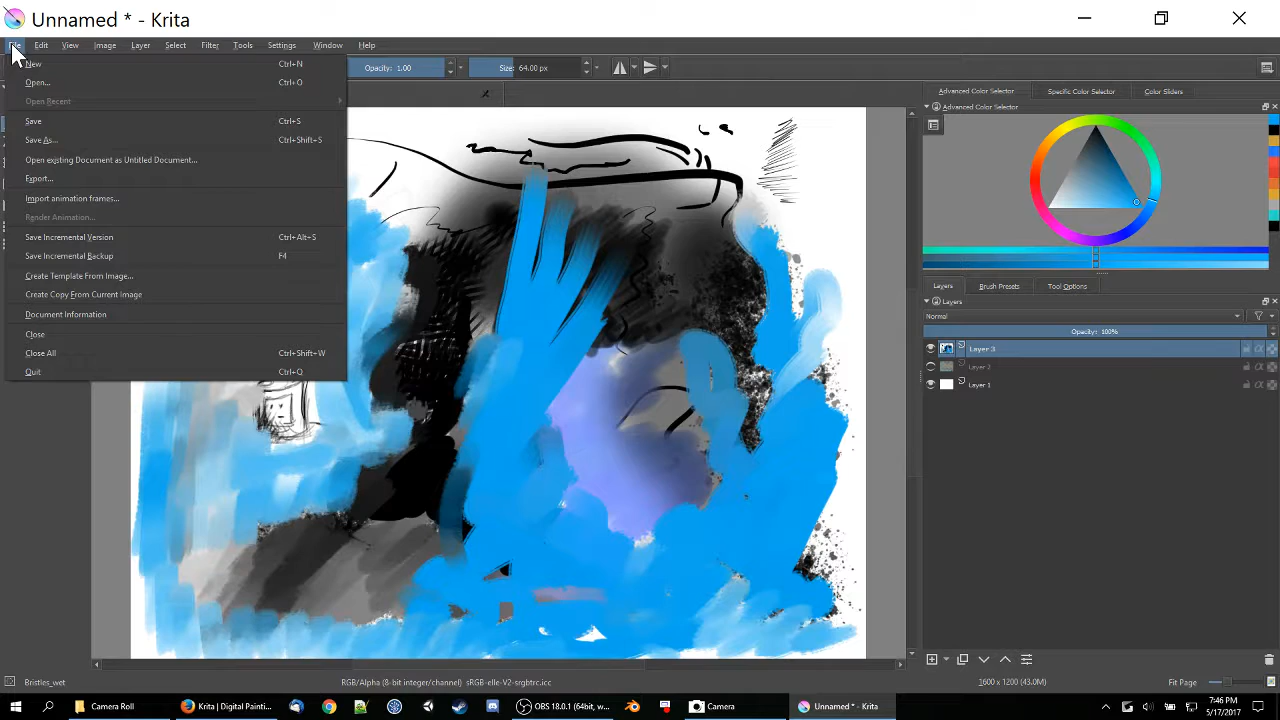 Unnamed * - Krita
File Edit View Image Layer Select Filter Tools Settings Window Help
New Ctrl+N
Open... Ctrl+O
Open Recent
Save Ctrl+S
Save As... Ctrl+Shift+S
Open existing Document as Untitled Document...
Export...
Import animation frames...
Render Animation...
Save Incremental Version Ctrl+Alt+S
Save Incremental Backup F4
Create Template From Image...
Create Copy From Current Image
Document Information
Close
Close All Ctrl+Shift+W
Quit Ctrl+Q
Opacity: 1.00 Size: 64.00 px
Advanced Color Selector Specific Color Selector Color Sliders
Advanced Color Selector
Layers Brush Presets Tool Options
Layers
Normal
Opacity: 100%
Layer 3
Layer 2
Layer 1
Bristles_wet RGB/Alpha (8-bit integer/channel) sRGB-elle-V2-srgbtrc.icc 1600 x 1200 (43.0M) Fit Page
Camera Roll Krita | Digital Painti... OBS 18.0.1 (64bit, w... Camera Unnamed * - Krita
7:46 PM
5/17/2017